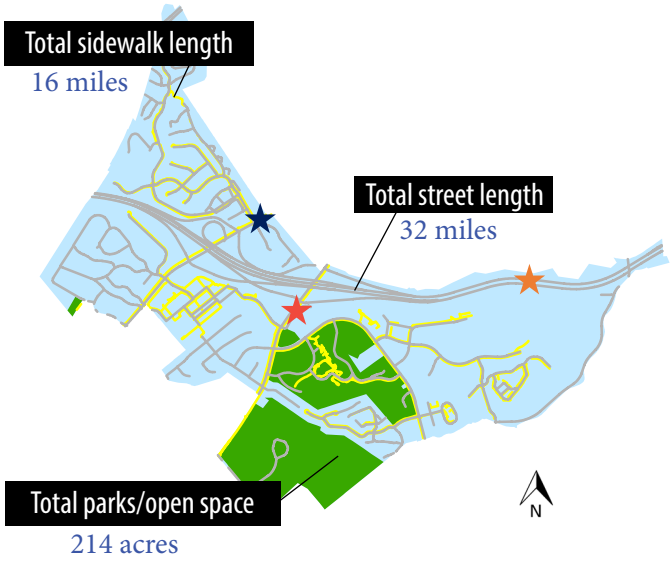 Total sidewalk length
16 miles
Total street length
32 miles
Total parks/open space
214 acres
N